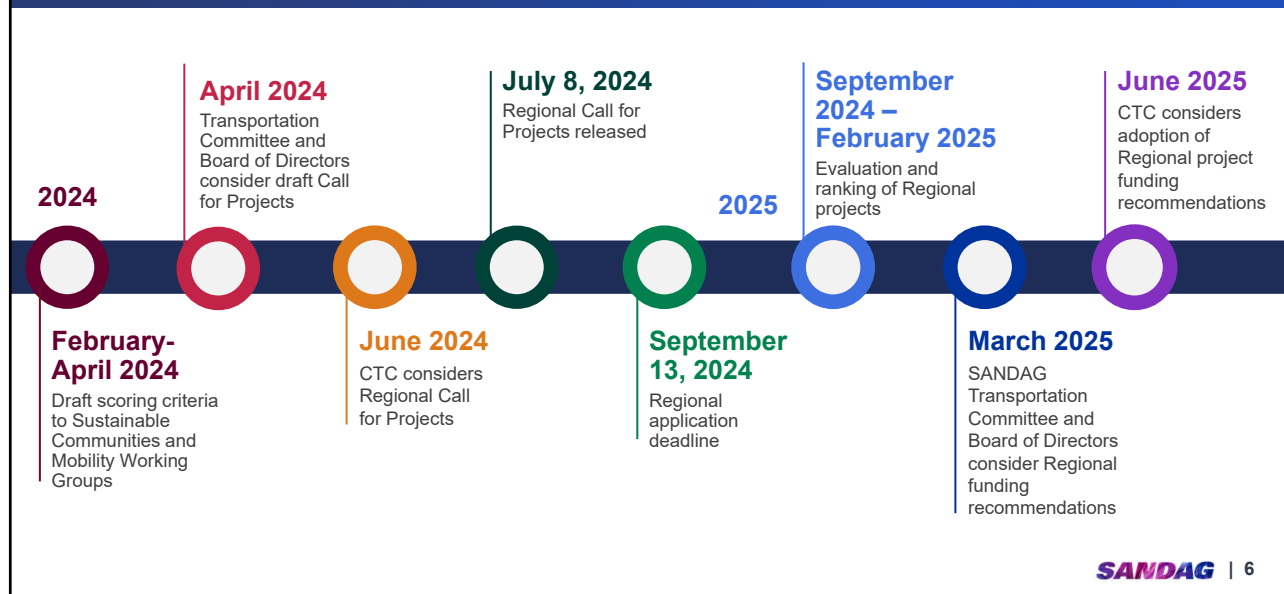 2024
February-
April 2024
Draft scoring criteria
to Sustainable
Communities and
Mobility Working
Groups
April 2024
Transportation
Committee and
Board of Directors
consider draft Call
for Projects
June 2024
CTC considers
Regional Call
for Projects
July 8, 2024
Regional Call for
Projects released
September
13, 2024
Regional
application
deadline
2025
September
2024 –
February 2025
Evaluation and
ranking of Regional
projects
March 2025
SANDAG
Transportation
Committee and
Board of Directors
consider Regional
funding
recommendations
June 2025
CTC considers
adoption of
Regional project
funding
recommendations
SANDAG | 6